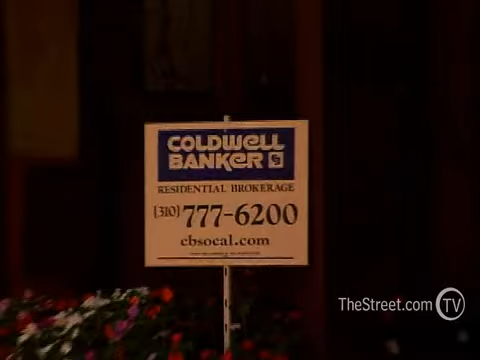 COLDWELL
BANKER
RESIDENTIAL BROKERAGE
(310) 777-6200
cbsocal.com
TheStreet.com TV